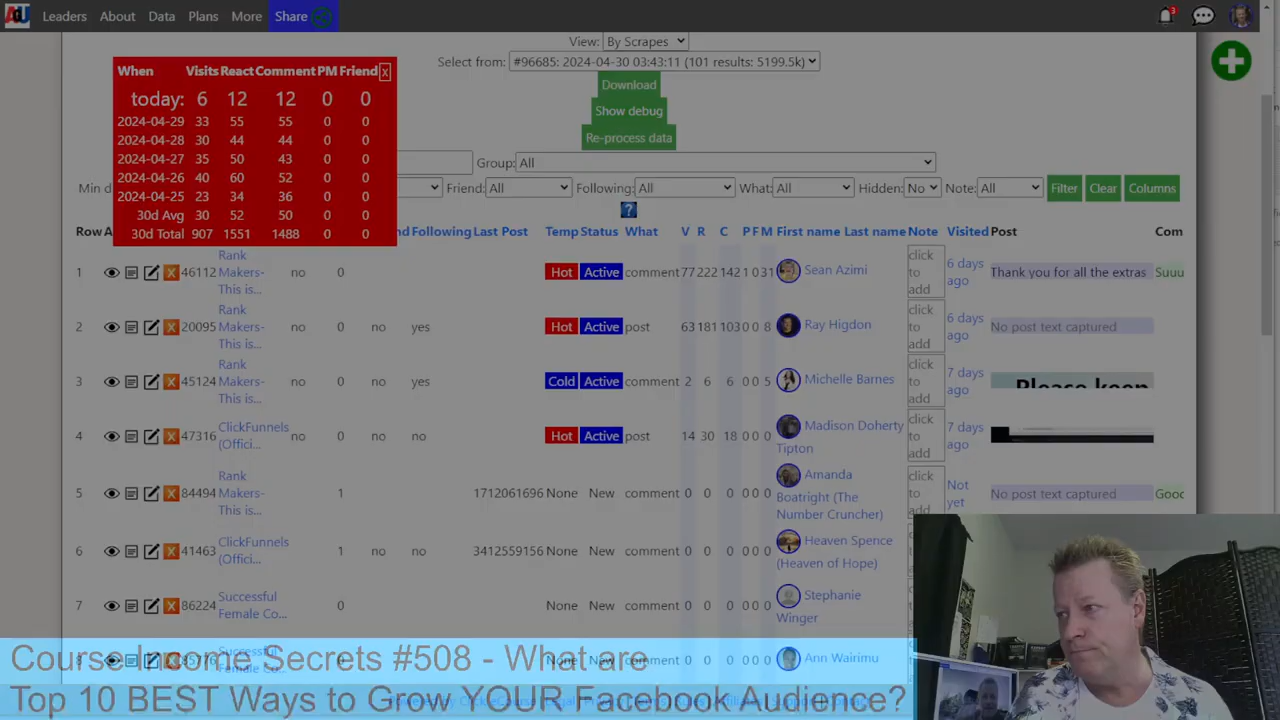 Leaders About Data Plans More Share
3
View: By Scrapes
Select from: #96685: 2024-04-30 03:43:11 (101 results: 5199.5k)
Download
Show debug
Re-process data
When Visits React Comment PM Friend x
today: 6 12 12 0 0
2024-04-29 33 55 55 0 0
2024-04-28 30 44 44 0 0
2024-04-27 35 50 43 0 0
2024-04-26 40 60 52 0 0
2024-04-25 23 34 36 0 0
30d Avg 30 52 50 0 0
30d Total 907 1551 1488 0 0
Group: All
Min d Friend: All Following: All What: All Hidden: No Note: All Filter Clear Columns
?
Row A nd Following Last Post Temp Status What V R C P F M First name Last name Note Visited Post Com
1 X 46112 Rank Makers- This is... no 0 Hot Active comment 77 222 142 1 0 31 Sean Azimi click to add 6 days ago Thank you for all the extras Suuu
2 X 20095 Rank Makers- This is... no 0 no yes Hot Active post 63 181 103 0 0 8 Ray Higdon click to add 6 days ago No post text captured
3 X 45124 Rank Makers- This is... no 0 no yes Cold Active comment 2 6 6 0 0 5 Michelle Barnes click to add 7 days ago Please keep
4 X 47316 ClickFunnels (Offici... no 0 no no Hot Active post 14 30 18 0 0 0 Madison Doherty Tipton click to add 7 days ago
5 X 84494 Rank Makers- This is... 1 1712061696 None New comment 0 0 0 0 0 0 Amanda Boatright (The Number Cruncher) click to add Not yet No post text captured Good
6 X 41463 ClickFunnels (Offici... 1 no no 3412559156 None New comment 0 0 0 0 0 0 Heaven Spence (Heaven of Hope)
7 X 86224 Successful Female Co... 0 None New comment 0 0 0 0 0 0 Stephanie Winger
Ann Wairimu
Course Income Secrets #508 - What are
Top 10 BEST Ways to Grow YOUR Facebook Audience?